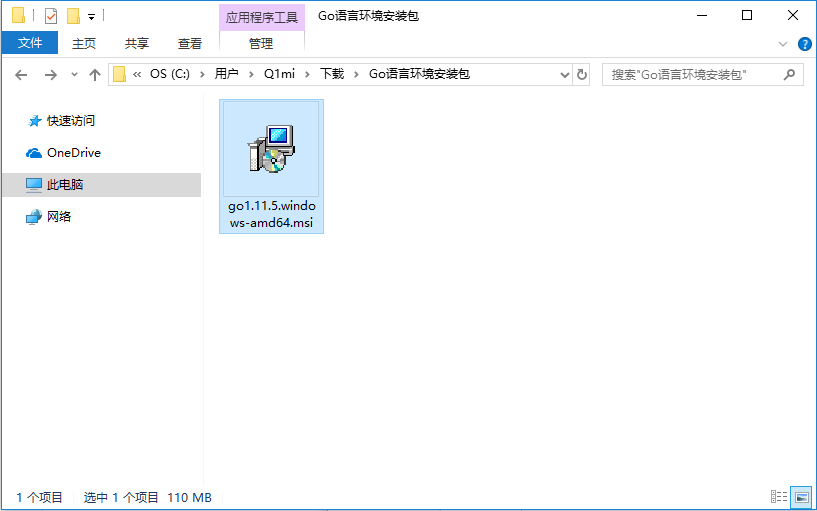 应用程序工具
Go语言环境安装包
文件
主页
共享
查看
管理
?
« OS (C:) › 用户 › Q1mi › 下载 › Go语言环境安装包
搜索"Go语言环境安装包"
快速访问
OneDrive
此电脑
网络
go1.11.5.windo
ws-amd64.msi
1 个项目
选中 1 个项目 110 MB